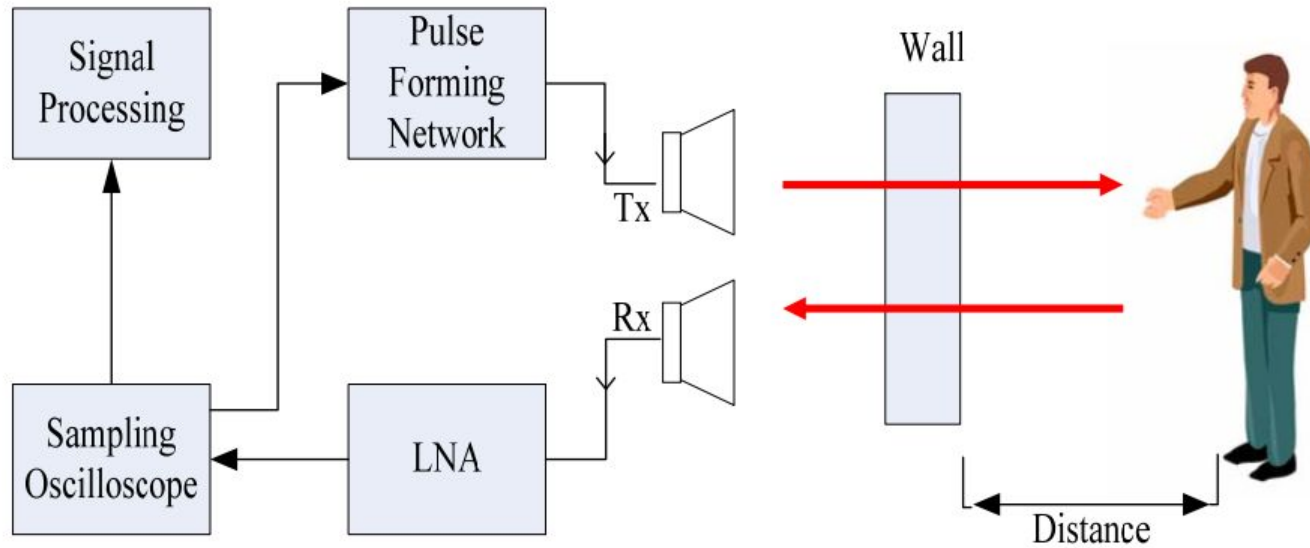 Signal
Processing
Pulse
Forming
Network
Wall
Tx
Rx
Sampling
Oscilloscope
LNA
Distance